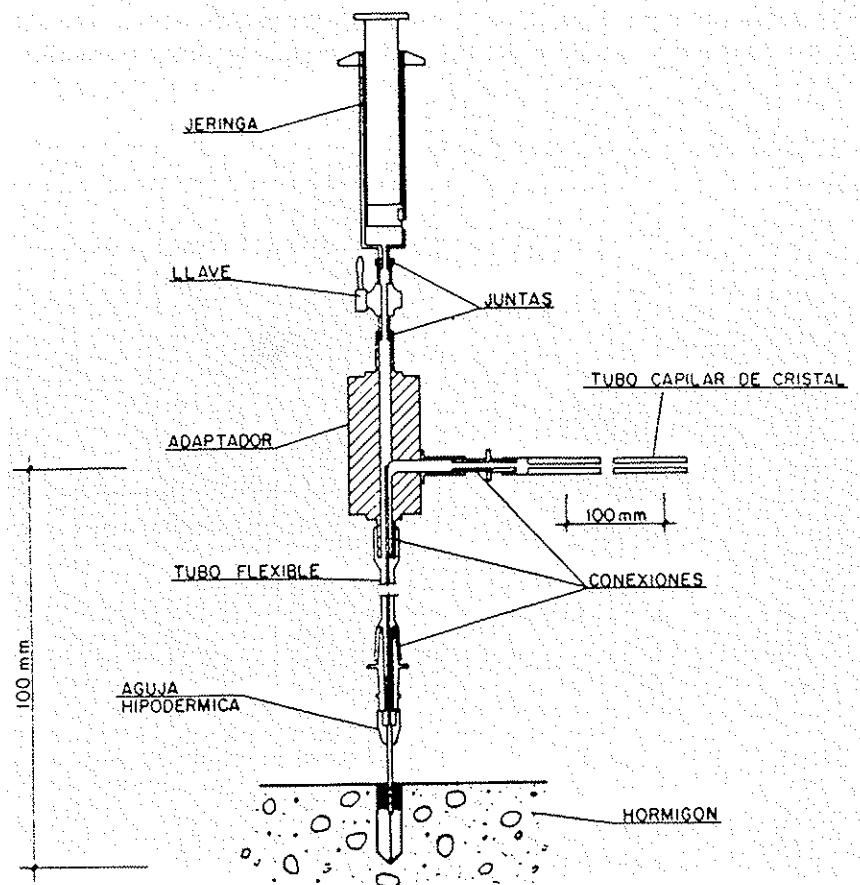 JERINGA
LLAVE
JUNTAS
TUBO CAPILAR DE CRISTAL
ADAPTADOR
100 mm
TUBO FLEXIBLE
CONEXIONES
100 mm
AGUJA
HIPODERMICA
HORMIGON